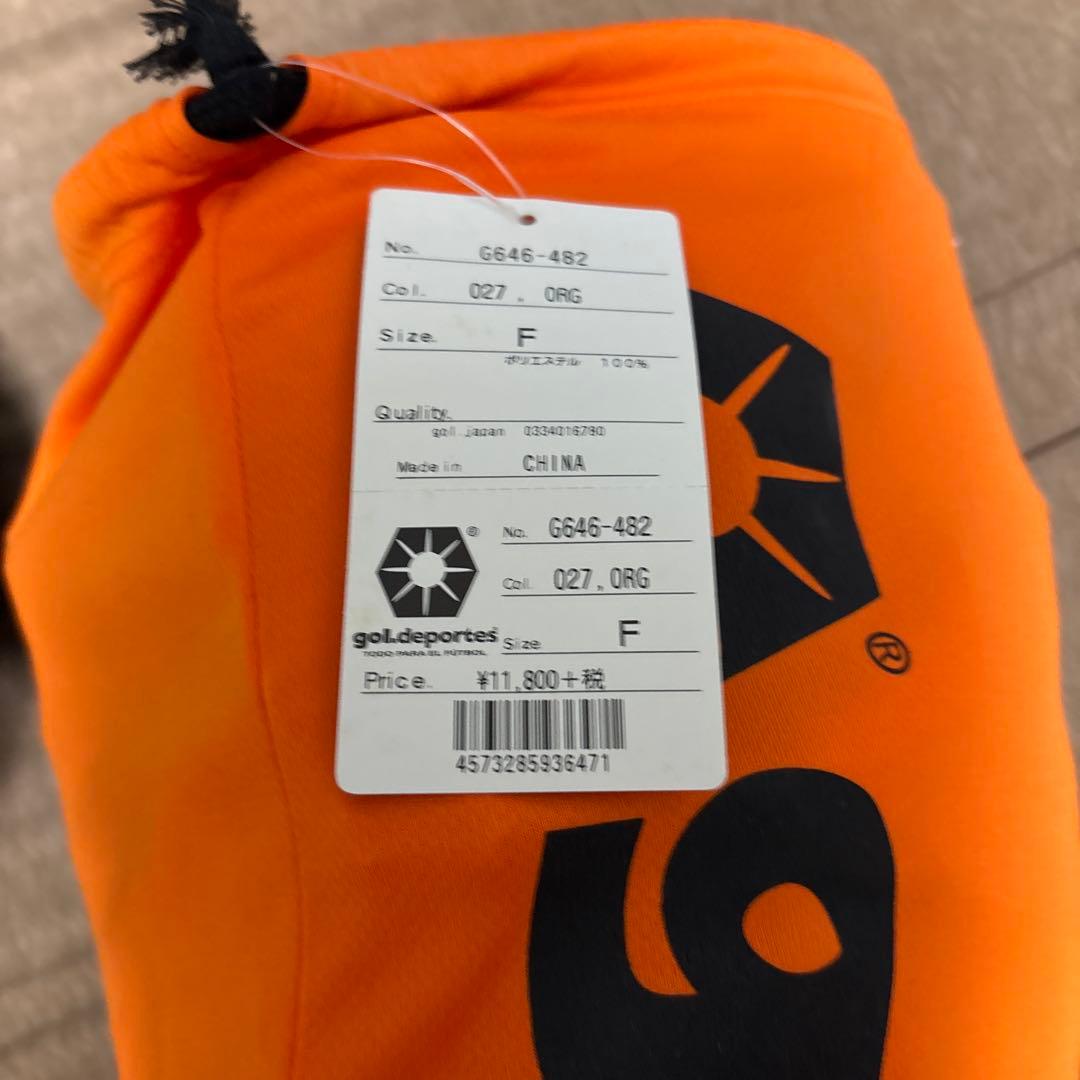 No. G646-482
Col. 027, ORG
Size. F
ポリエステル 100%
Quality.
gol.japan 0334016790
Made in CHINA
®
No. G646-482
Col. 027, ORG
gol.deportes®
TODO PARA EL FÚTBOL
Size F
Price. ¥11,800+税
4573285936471
®
g